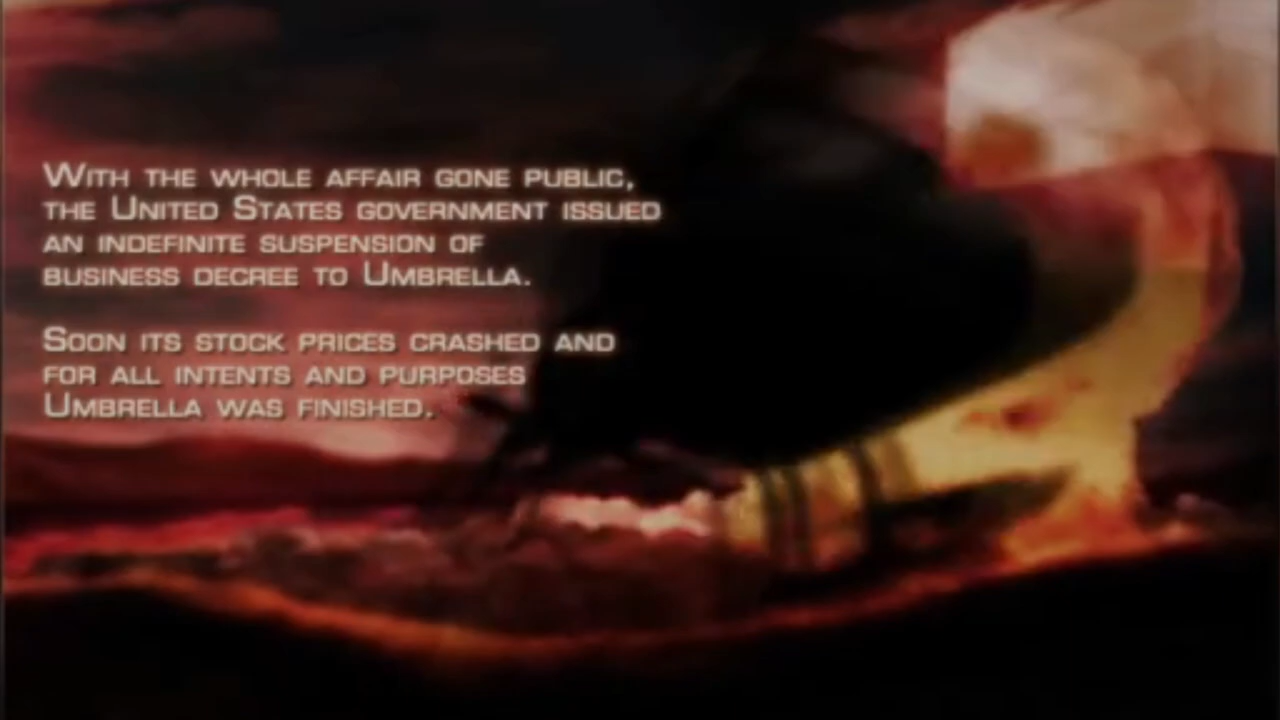 With the whole affair gone public,
the United States government issued
an indefinite suspension of
business decree to Umbrella.
Soon its stock prices crashed and
for all intents and purposes
Umbrella was finished.